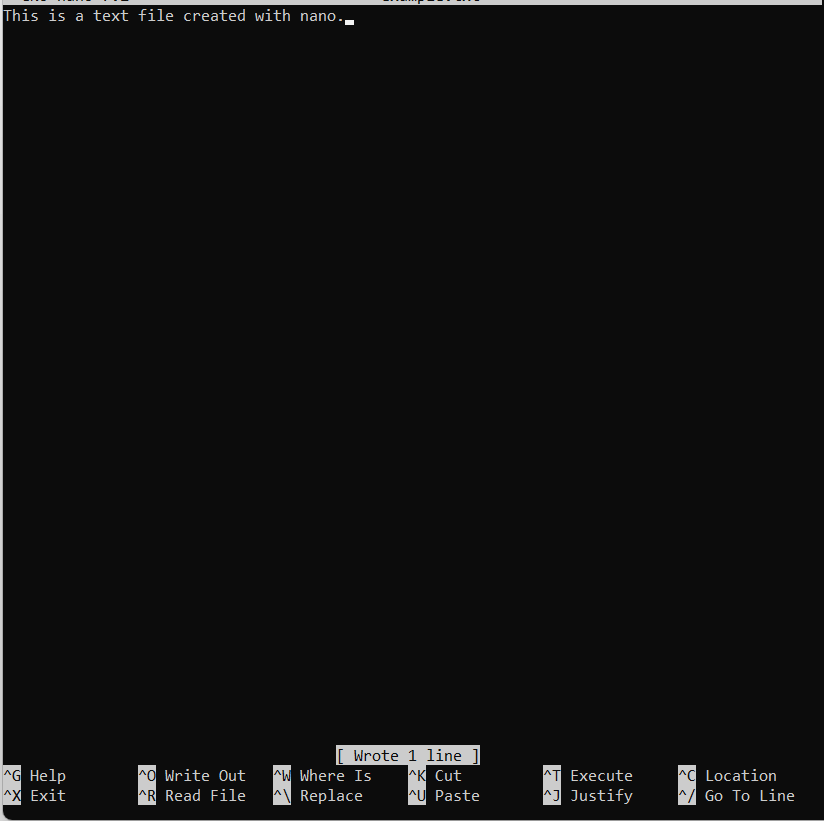 This is a text file created with nano.
[ Wrote 1 line ]
^G Help ^O Write Out ^W Where Is ^K Cut ^T Execute ^C Location
^X Exit ^R Read File ^\ Replace ^U Paste ^J Justify ^/ Go To Line